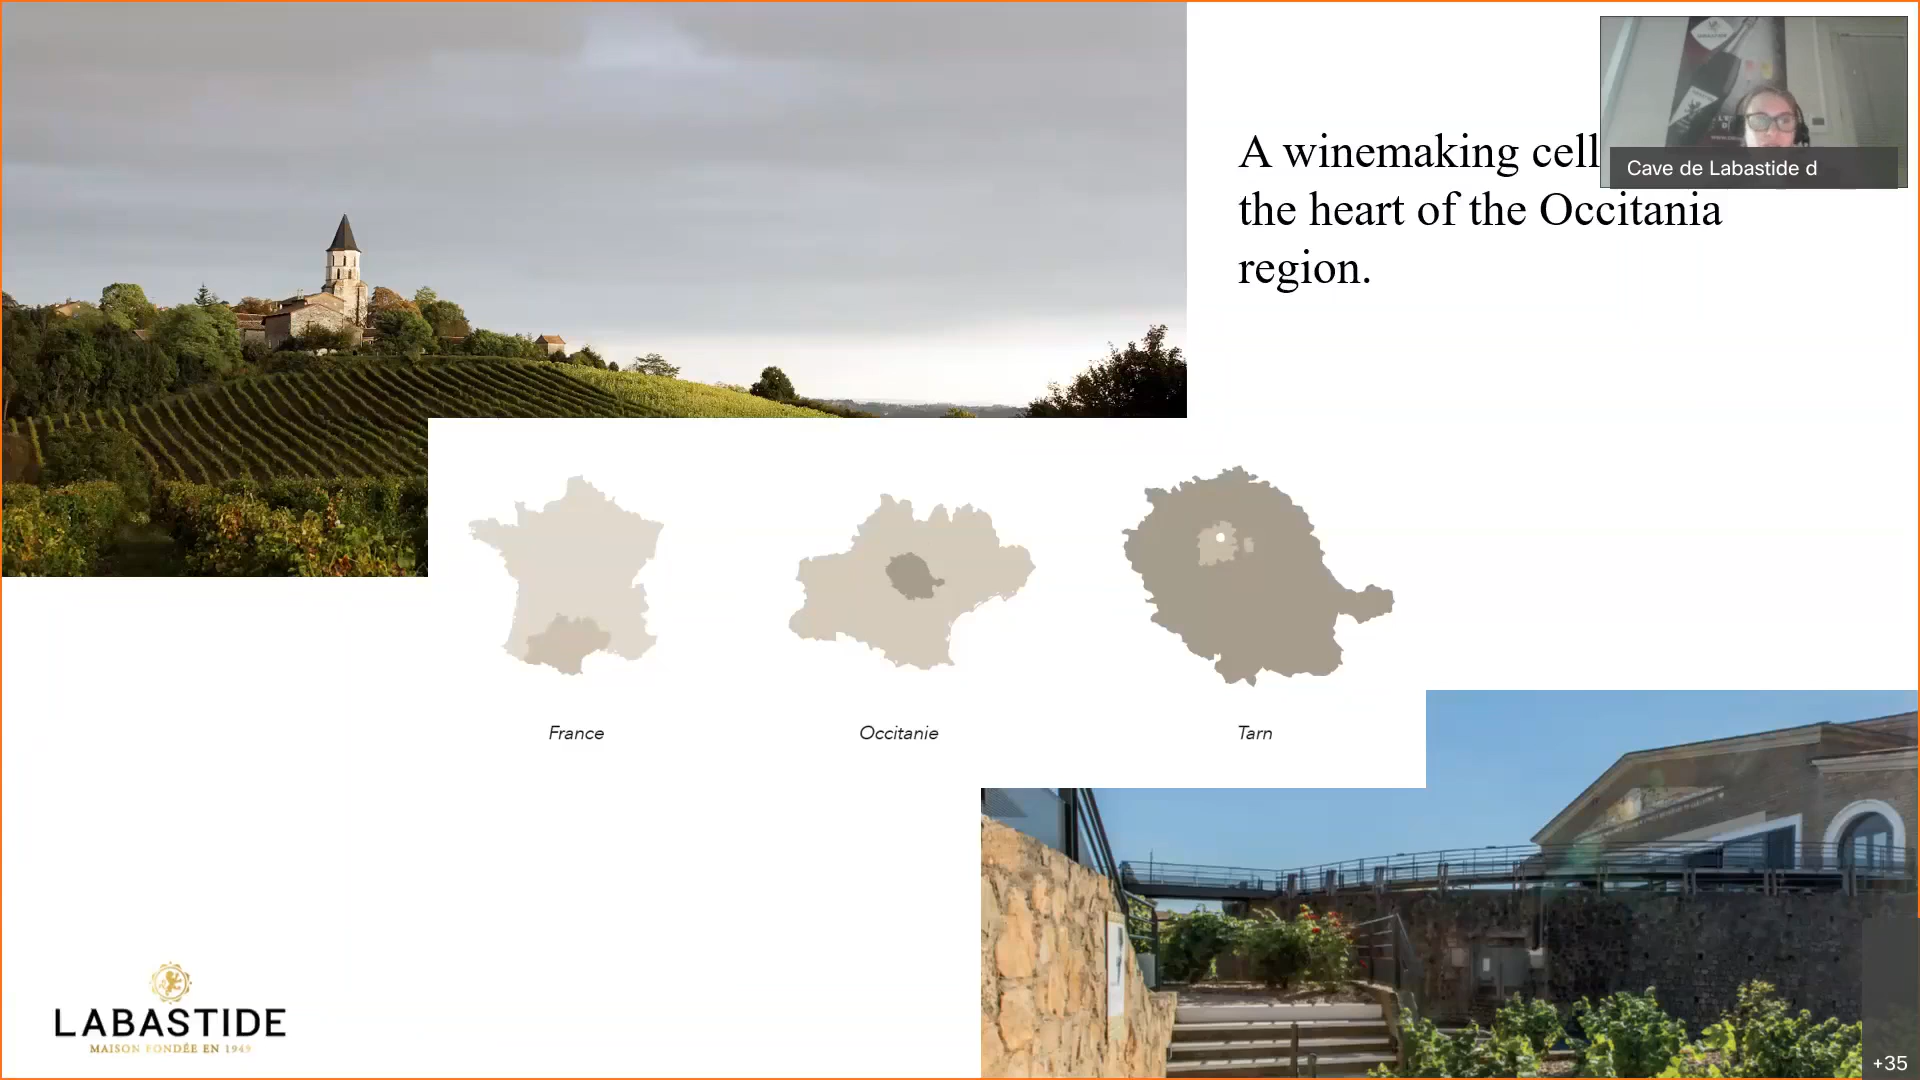 A winemaking cell
the heart of the Occitania
region.
Cave de Labastide d
France
Occitanie
Tarn
LABASTIDE
MAISON FONDÉE EN 1949
+35